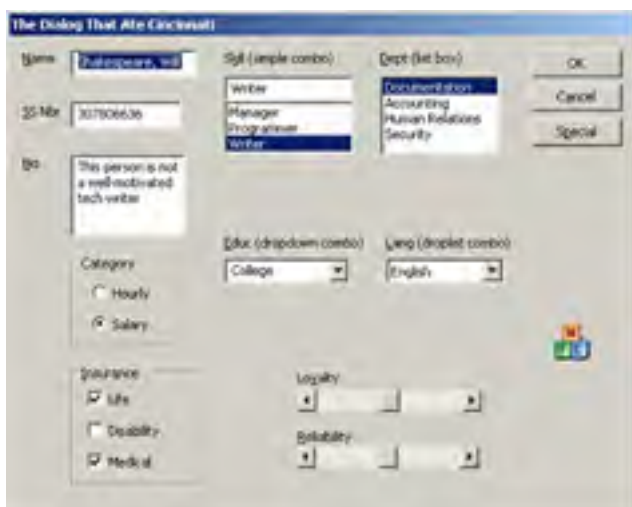 The Dialog That Ate Cincinnati
Name
Shakespeare, Will
SS Nbr
307806636
Bio
This person is not
a well-motivated
tech writer
Category
Hourly
Salary
Insurance
Life
Disability
Medical
Skill (simple combo)
Writer
Manager
Programmer
Writer
Educ (dropdown combo)
College
Dept (list box)
Documentation
Accounting
Human Relations
Security
Lang (droplist combo)
English
Loyalty
Reliability
OK
Cancel
Special